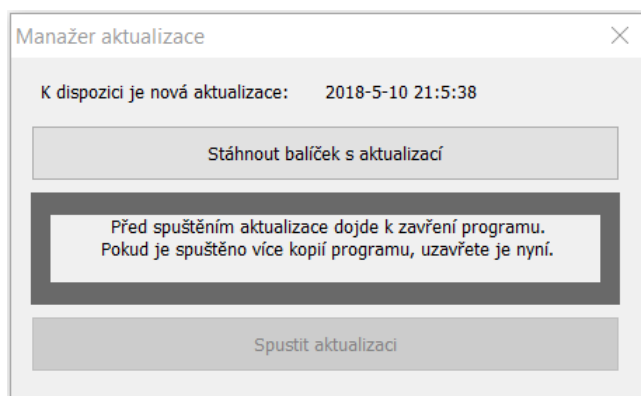 Manažer aktualizace
K dispozici je nová aktualizace: 2018-5-10 21:5:38
Stáhnout balíček s aktualizací
Před spuštěním aktualizace dojde k zavření programu.
Pokud je spuštěno více kopií programu, uzavřete je nyní.
Spustit aktualizaci